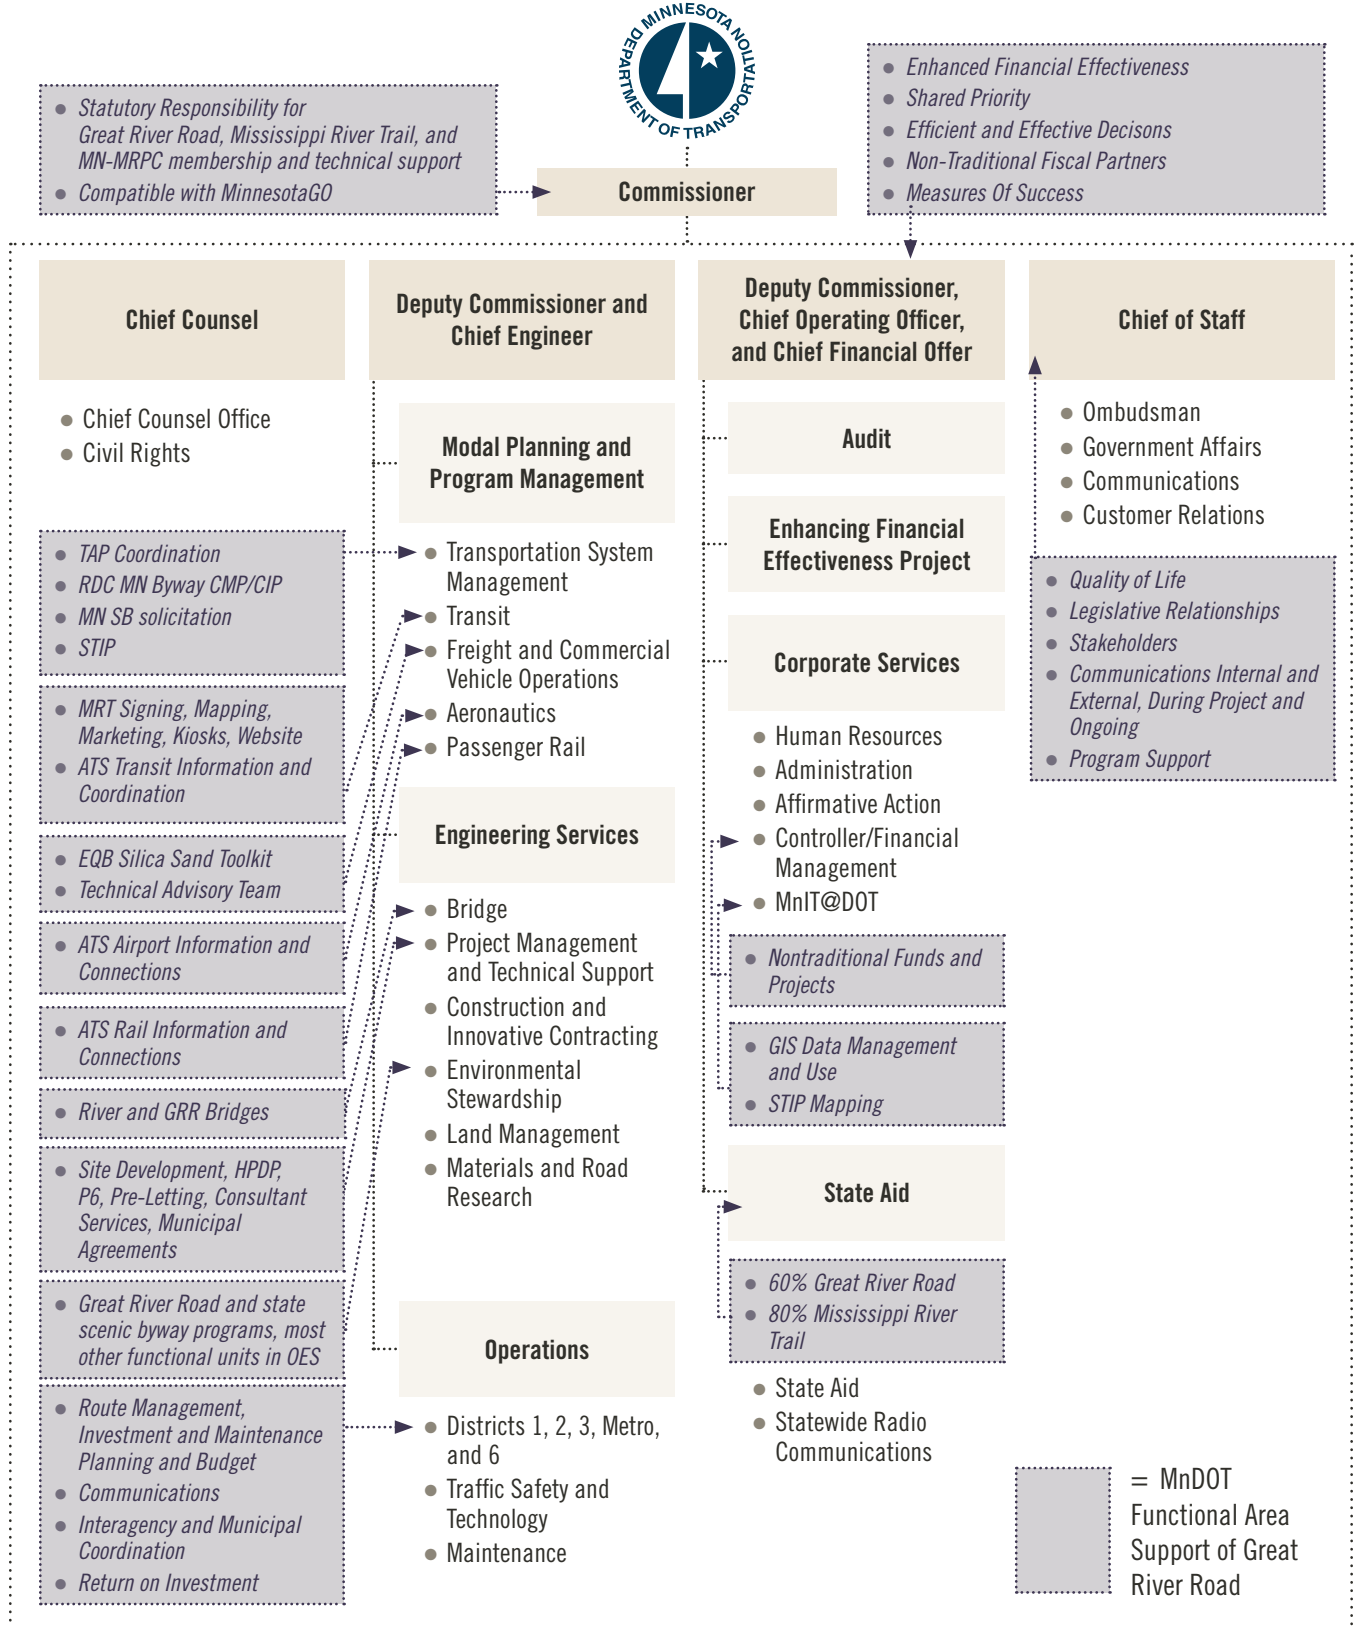 MINNESOTA
DEPARTMENT OF TRANSPORTATION
• Statutory Responsibility for
Great River Road, Mississippi River Trail, and
MN-MRPC membership and technical support
• Compatible with MinnesotaGO
Commissioner
• Enhanced Financial Effectiveness
• Shared Priority
• Efficient and Effective Decisons
• Non-Traditional Fiscal Partners
• Measures Of Success
Chief Counsel
• Chief Counsel Office
• Civil Rights
• TAP Coordination
• RDC MN Byway CMP/CIP
• MN SB solicitation
• STIP
• MRT Signing, Mapping,
Marketing, Kiosks, Website
• ATS Transit Information and
Coordination
• EQB Silica Sand Toolkit
• Technical Advisory Team
• ATS Airport Information and
Connections
• ATS Rail Information and
Connections
• River and GRR Bridges
• Site Development, HPDP,
P6, Pre-Letting, Consultant
Services, Municipal
Agreements
• Great River Road and state
scenic byway programs, most
other functional units in OES
• Route Management,
Investment and Maintenance
Planning and Budget
• Communications
• Interagency and Municipal
Coordination
• Return on Investment
Deputy Commissioner and
Chief Engineer
Modal Planning and
Program Management
• Transportation System
Management
• Transit
• Freight and Commercial
Vehicle Operations
• Aeronautics
• Passenger Rail
Engineering Services
• Bridge
• Project Management
and Technical Support
• Construction and
Innovative Contracting
• Environmental
Stewardship
• Land Management
• Materials and Road
Research
Operations
• Districts 1, 2, 3, Metro,
and 6
• Traffic Safety and
Technology
• Maintenance
Deputy Commissioner,
Chief Operating Officer,
and Chief Financial Offer
Audit
Enhancing Financial
Effectiveness Project
Corporate Services
• Human Resources
• Administration
• Affirmative Action
• Controller/Financial
Management
• MnIT@DOT
• Nontraditional Funds and
Projects
• GIS Data Management
and Use
• STIP Mapping
State Aid
• 60% Great River Road
• 80% Mississippi River
Trail
• State Aid
• Statewide Radio
Communications
Chief of Staff
• Ombudsman
• Government Affairs
• Communications
• Customer Relations
• Quality of Life
• Legislative Relationships
• Stakeholders
• Communications Internal and
External, During Project and
Ongoing
• Program Support
= MnDOT
Functional Area
Support of Great
River Road